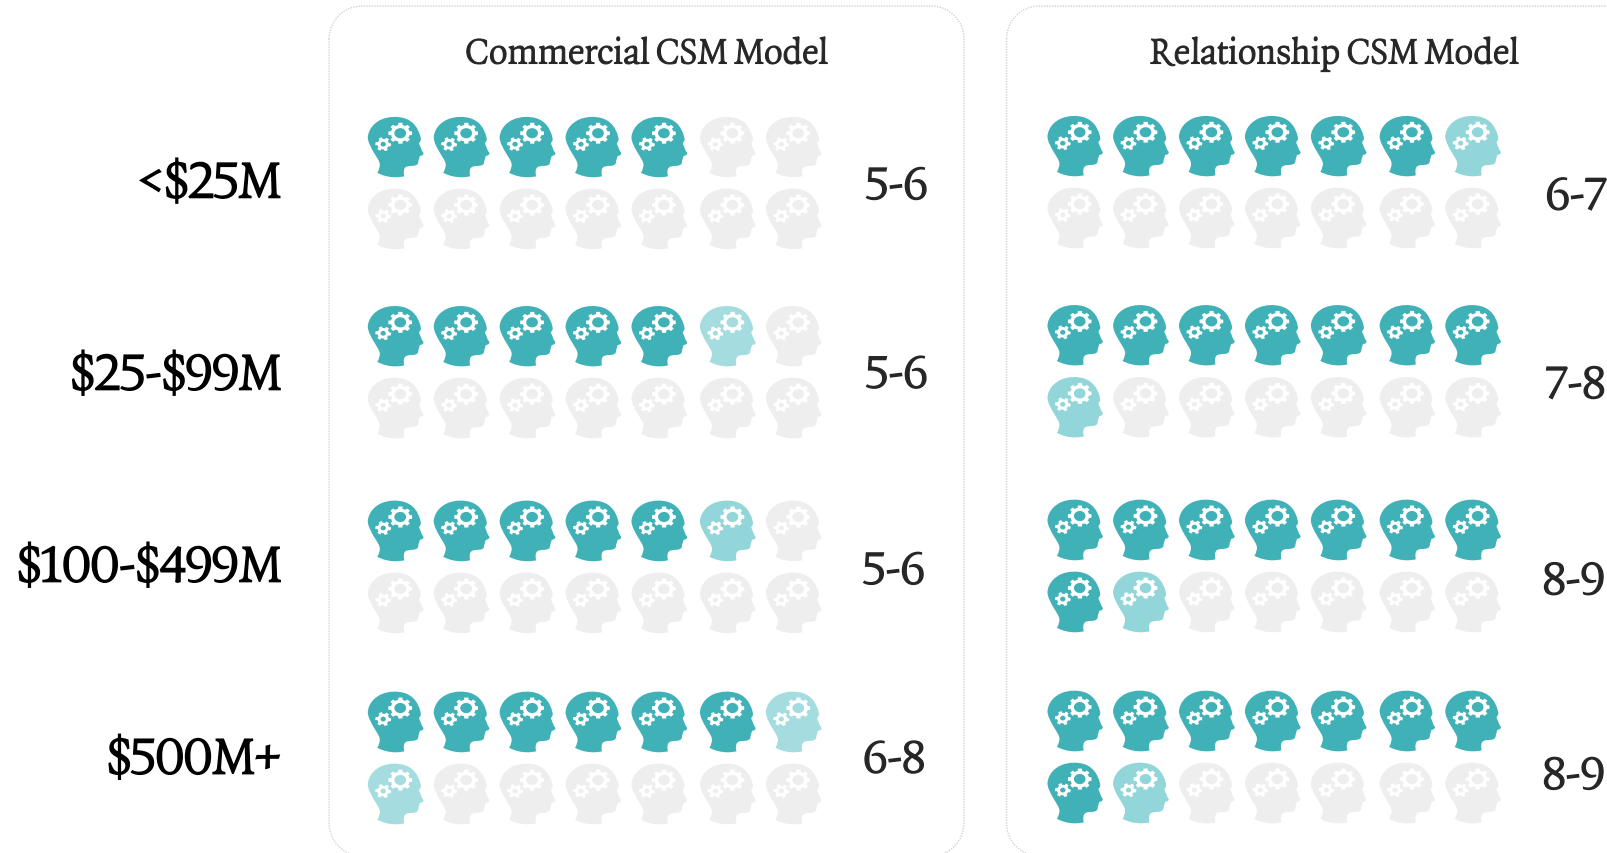 Commercial CSM Model
Relationship CSM Model
<$25M
5-6
6-7
$25-$99M
5-6
7-8
$100-$499M
5-6
8-9
$500M+
6-8
8-9